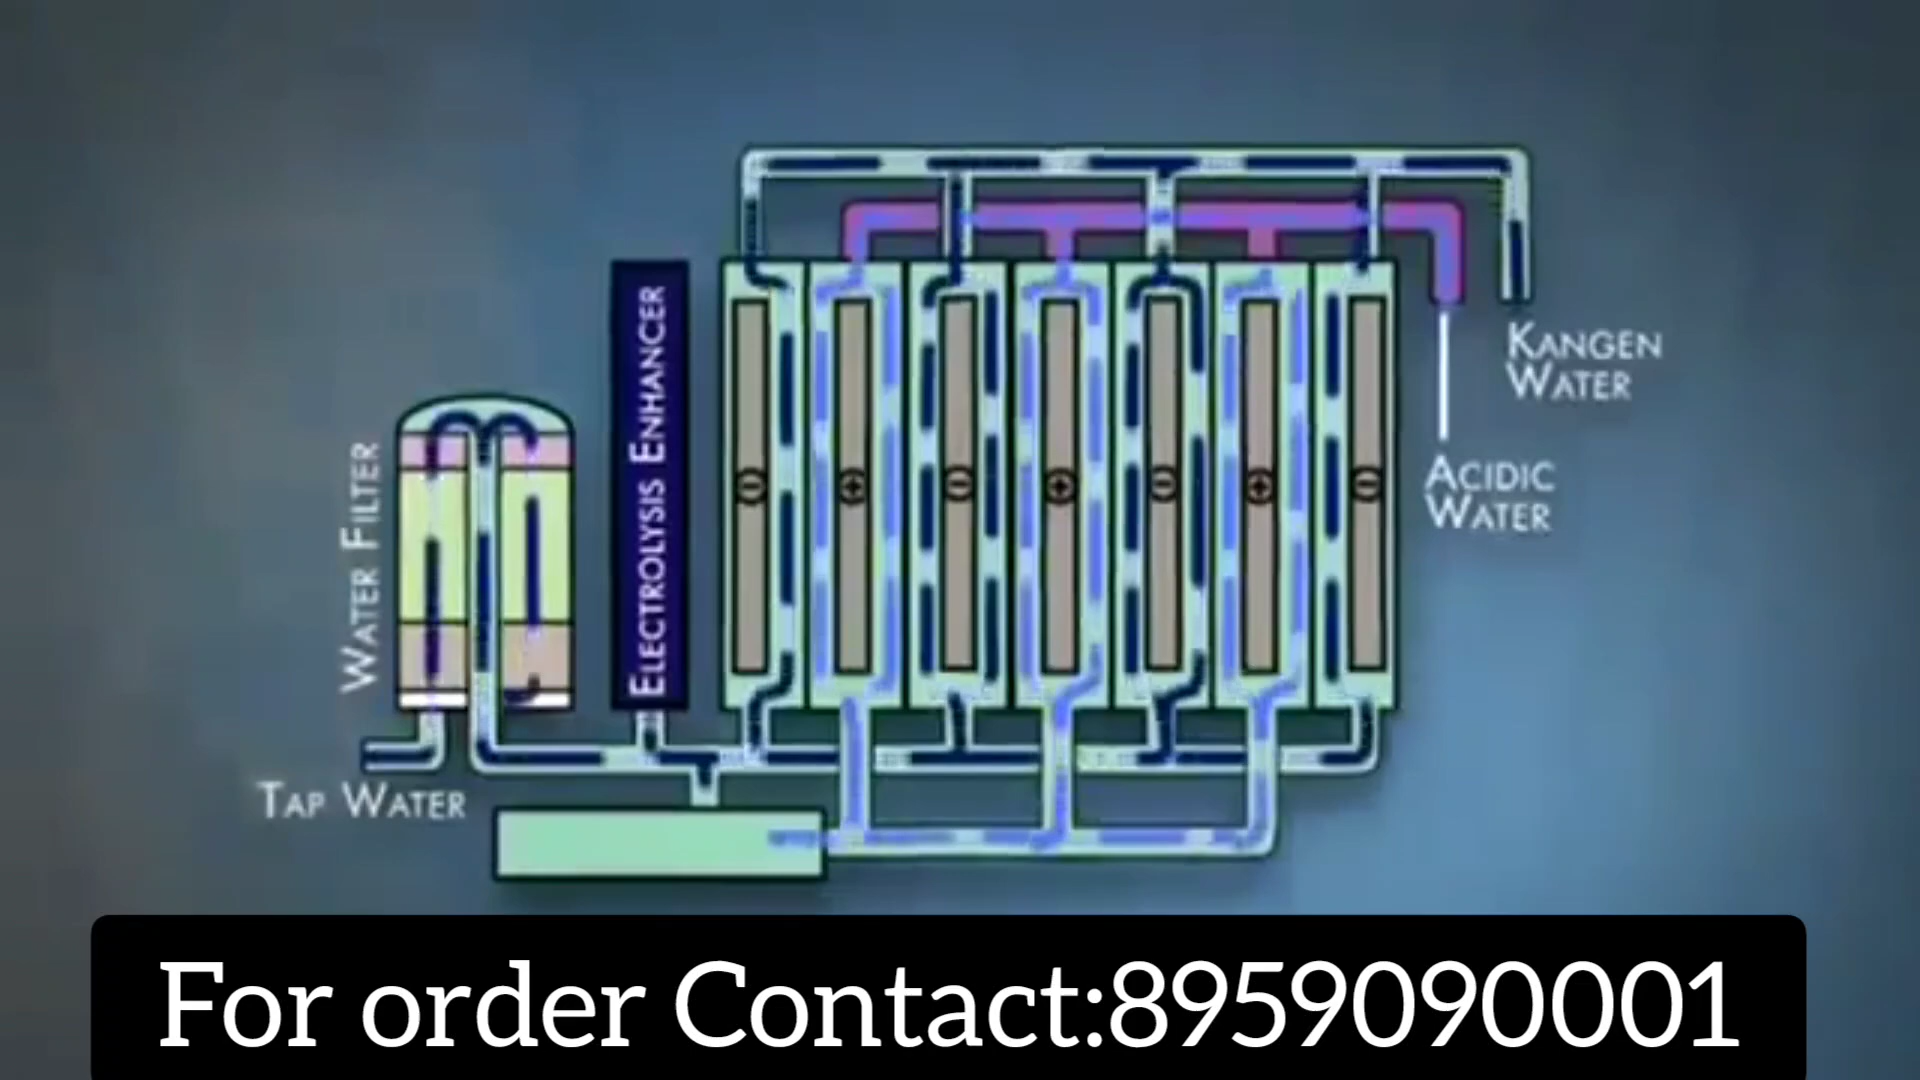 Kangen
Water
Acidic
Water
Electrolysis Enhancer
Water Filter
Tap Water
For order Contact:8959090001